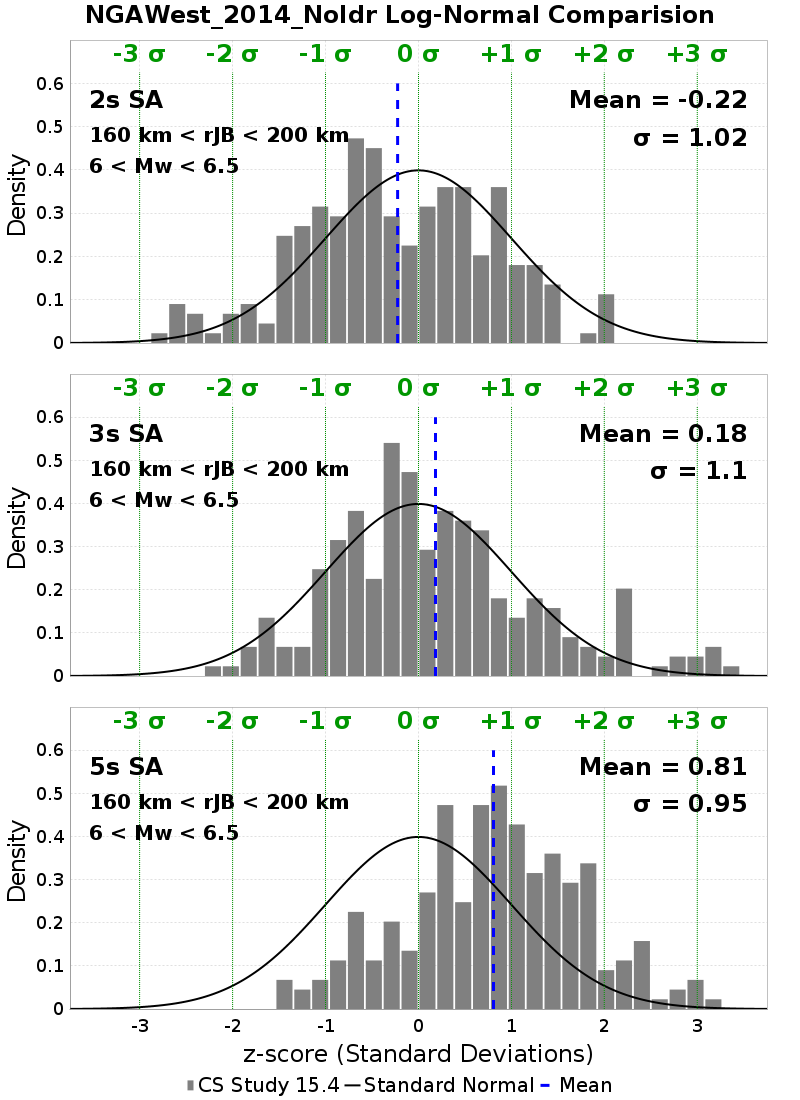 NGAWest_2014_NoIdr Log-Normal Comparision
-3 σ -2 σ -1 σ 0 σ +1 σ +2 σ +3 σ
0.6
2s SA Mean = -0.22
0.5
160 km < rJB < 200 km σ = 1.02
6 < Mw < 6.5
0.4
0.3
0.2
0.1
0
Density
-3 σ -2 σ -1 σ 0 σ +1 σ +2 σ +3 σ
0.6
3s SA Mean = 0.18
0.5
160 km < rJB < 200 km σ = 1.1
6 < Mw < 6.5
0.4
0.3
0.2
0.1
0
Density
-3 σ -2 σ -1 σ 0 σ +1 σ +2 σ +3 σ
0.6
5s SA Mean = 0.81
0.5
160 km < rJB < 200 km σ = 0.95
6 < Mw < 6.5
0.4
0.3
0.2
0.1
0
Density
-3 -2 -1 0 1 2 3
z-score (Standard Deviations)
CS Study 15.4 Standard Normal Mean